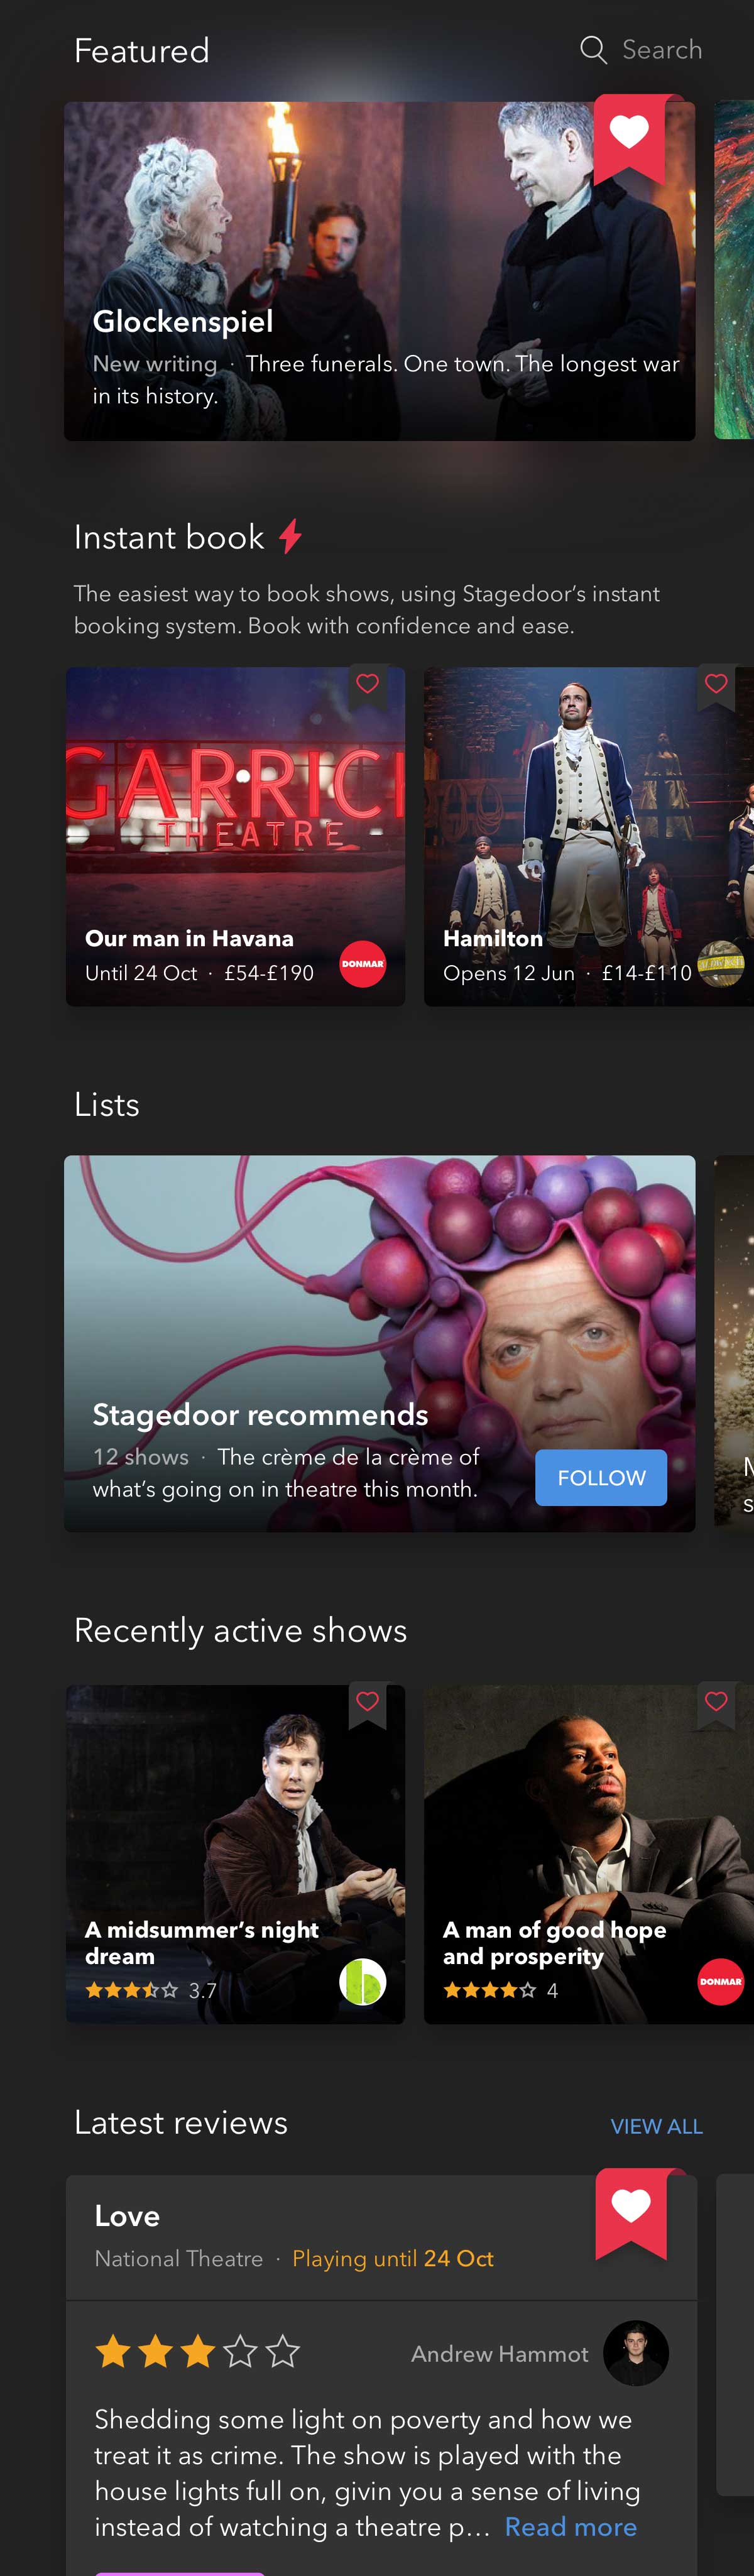 Featured
Search
Glockenspiel
New writing · Three funerals. One town. The longest war
in its history.
Instant book
The easiest way to book shows, using Stagedoor’s instant
booking system. Book with confidence and ease.
GARRICK
THEATRE
Our man in Havana
Until 24 Oct · £54-£190
DONMAR
Hamilton
Opens 12 Jun · £14-£110
Lists
Stagedoor recommends
12 shows · The crème de la crème of
what’s going on in theatre this month.
FOLLOW
Recently active shows
A midsummer’s night
dream
3.7
A man of good hope
and prosperity
4
DONMAR
Latest reviews
VIEW ALL
Love
National Theatre · Playing until 24 Oct
Andrew Hammot
Shedding some light on poverty and how we
treat it as crime. The show is played with the
house lights full on, givin you a sense of living
instead of watching a theatre p… Read more